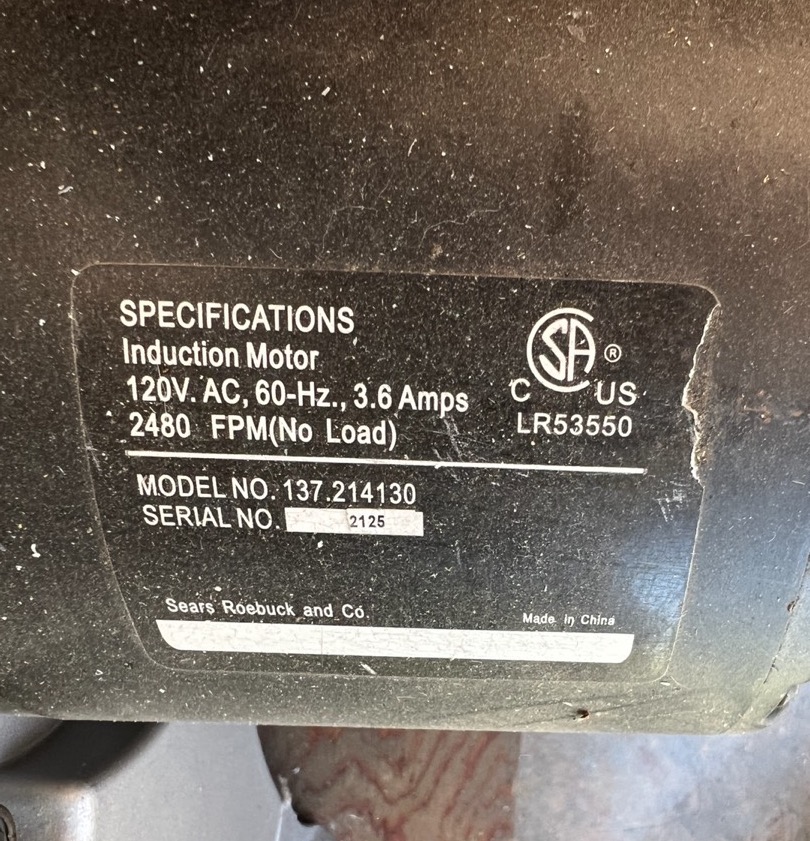 SPECIFICATIONS
Induction Motor
120V. AC, 60-Hz., 3.6 Amps
2480 FPM(No Load)
SA ®
C US
LR53550
MODEL NO. 137.214130
SERIAL NO. 2125
Sears Roebuck and Co.
Made in China